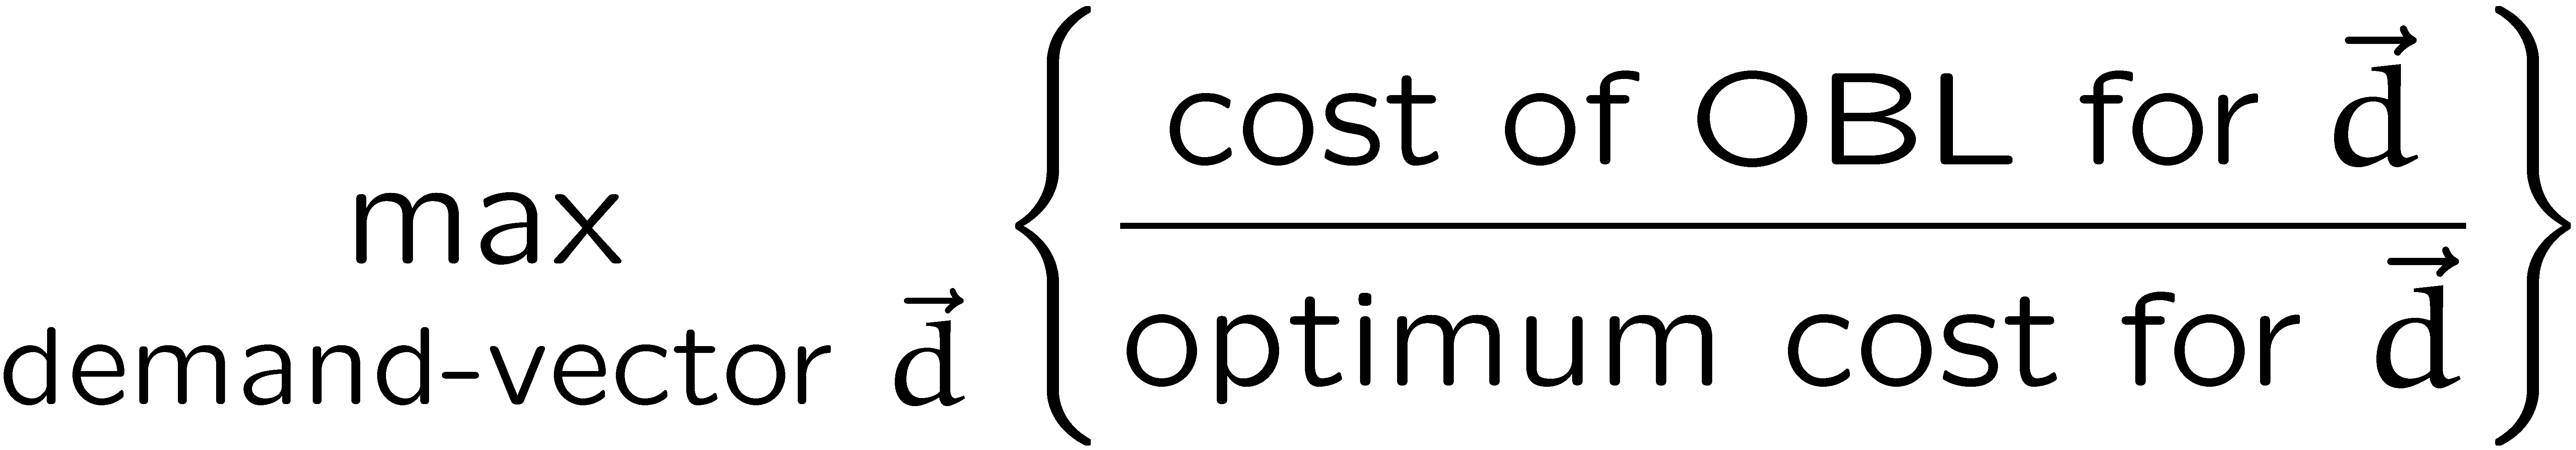 cost of OBL for d⃗
max
optimum cost for d⃗
demand-vector d⃗